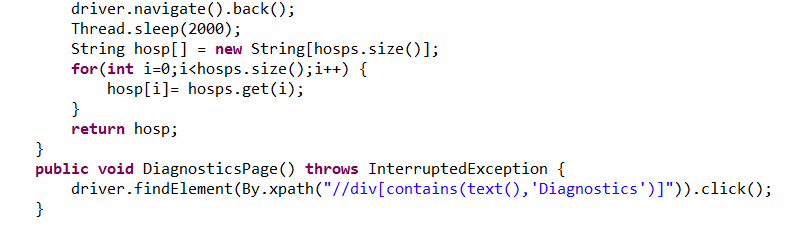 driver.navigate().back();
Thread.sleep(2000);
String hosp[] = new String[hosps.size()];
for(int i=0;i<hosps.size();i++) {
hosp[i]= hosps.get(i);
}
return hosp;
}
public void DiagnosticsPage() throws InterruptedException {
driver.findElement(By.xpath("//div[contains(text(),'Diagnostics')]")).click();
}